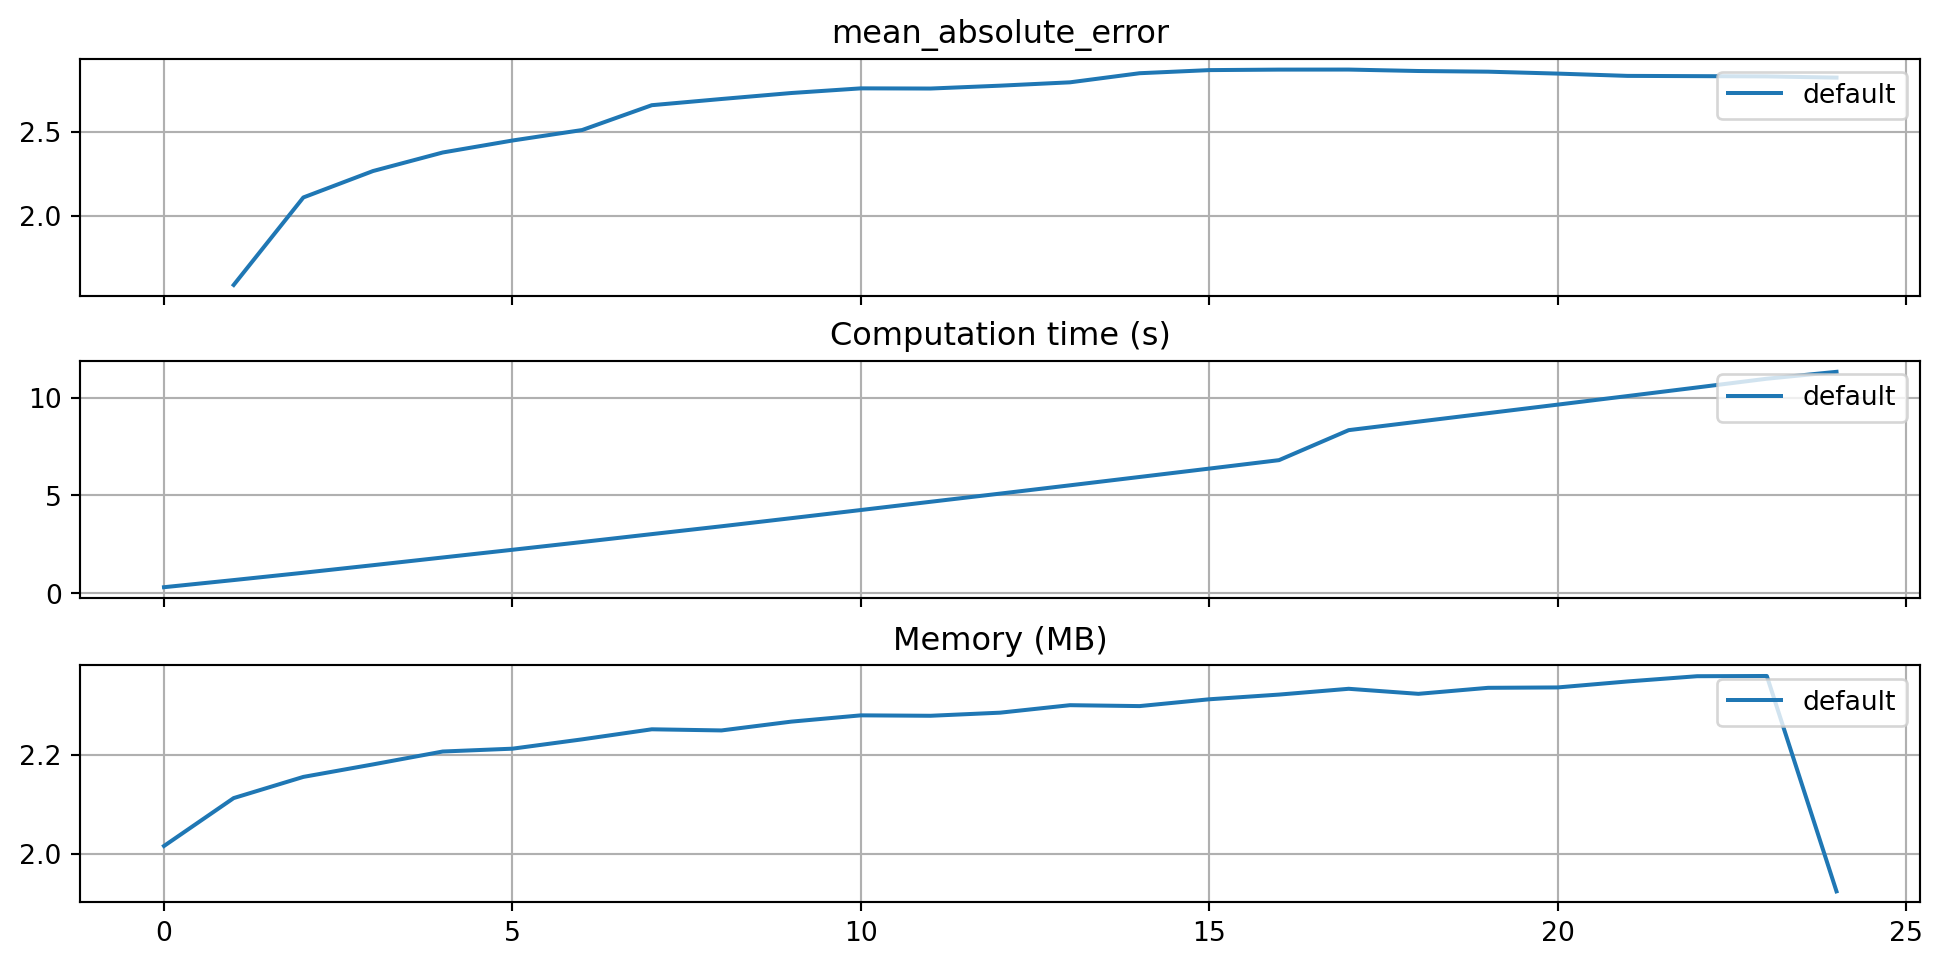 mean_absolute_error
2.5
2.0
default
Computation time (s)
10
5
0
default
Memory (MB)
2.2
2.0
default
0 5 10 15 20 25